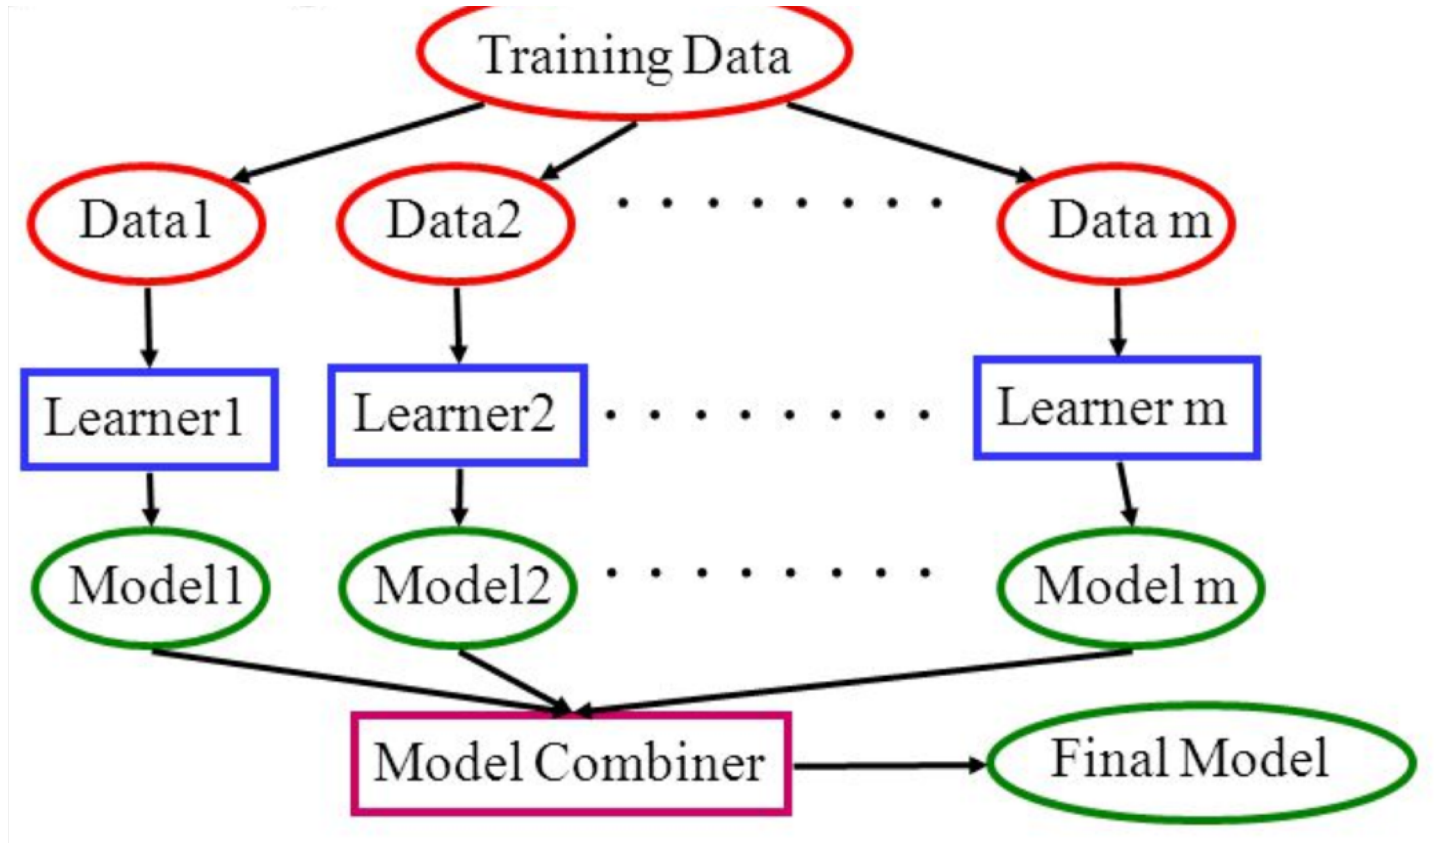 Training Data
Data1
Data2
Data m
Learner1
Learner2
Learner m
Model1
Model2
Model m
Model Combiner
Final Model